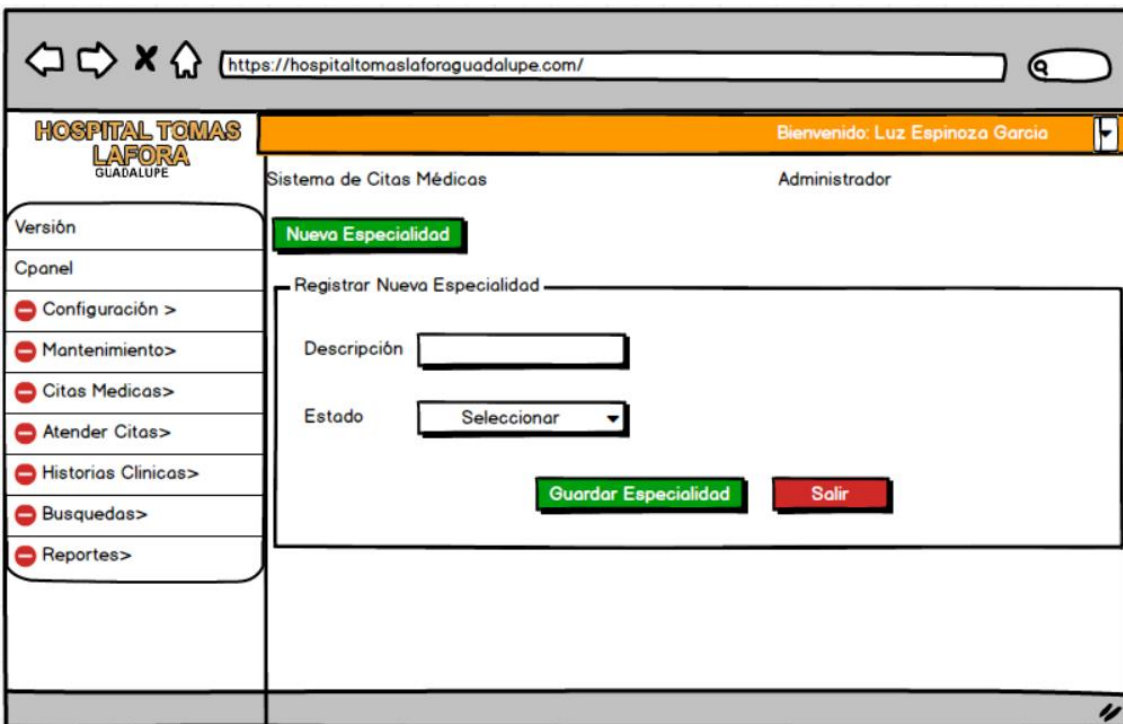 https://hospitaltomaslaforaguadalupe.com/
HOSPITAL TOMAS
LAFORA
GUADALUPE
Bienvenido: Luz Espinoza Garcia
Sistema de Citas Médicas
Administrador
Versión
Cpanel
Configuración >
Mantenimiento>
Citas Medicas>
Atender Citas>
Historias Clinicas>
Busquedas>
Reportes>
Nueva Especialidad
Registrar Nueva Especialidad
Descripción
Estado
Seleccionar
Guardar Especialidad
Salir